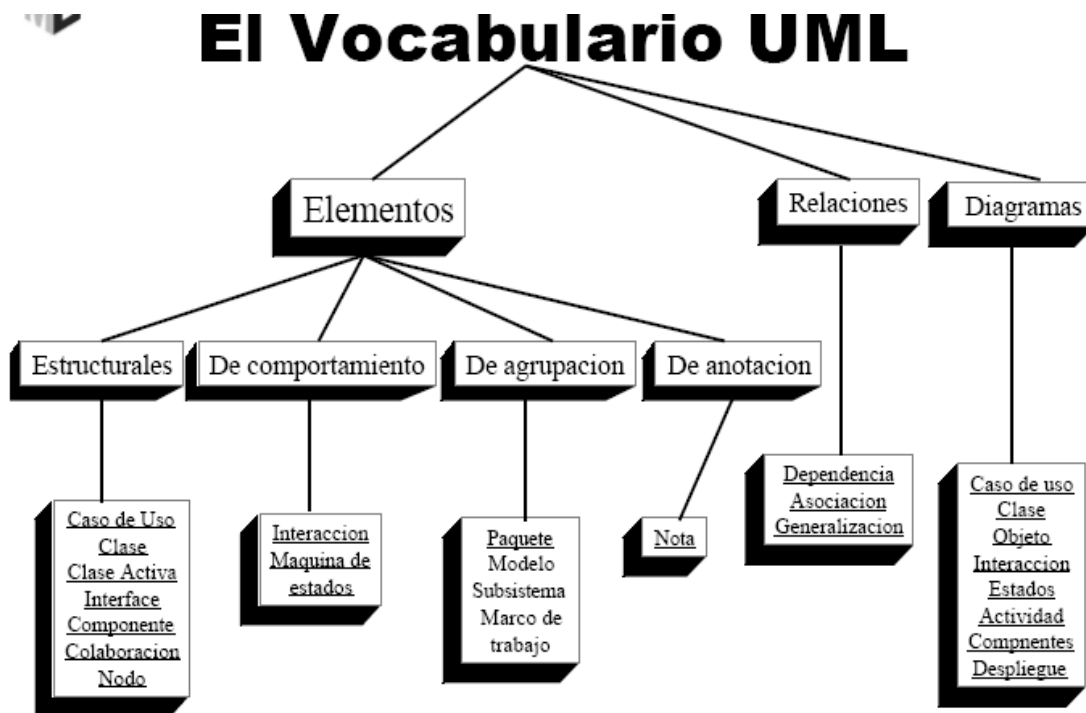 El Vocabulario UML
Elementos
Relaciones
Diagramas
Estructurales
De comportamiento
De agrupacion
De anotacion
Caso de Uso
Clase
Clase Activa
Interface
Componente
Colaboracion
Nodo
Interaccion
Maquina de
estados
Paquete
Modelo
Subsistema
Marco de
trabajo
Nota
Dependencia
Asociacion
Generalizacion
Caso de uso
Clase
Objeto
Interaccion
Estados
Actividad
Compnentes
Despliegue